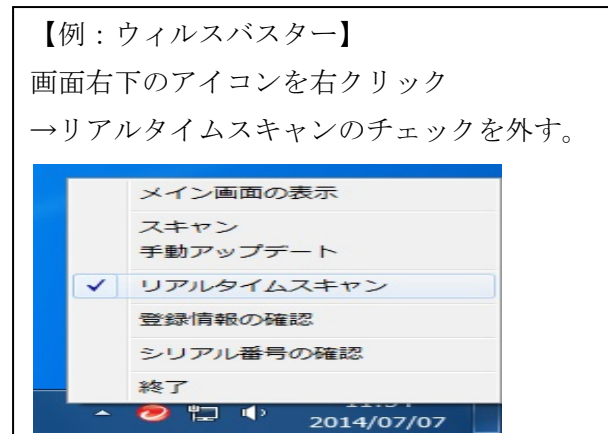 【例：ウィルスバスター】
画面右下のアイコンを右クリック
→リアルタイムスキャンのチェックを外す。
メイン画面の表示
スキャン
手動アップデート
リアルタイムスキャン
登録情報の確認
シリアル番号の確認
終了
2014/07/07